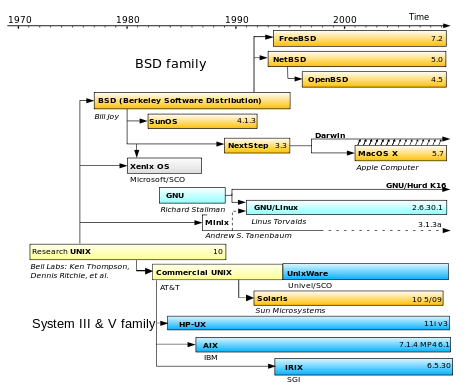 1970 1980 1990 2000 Time
FreeBSD 7.2
BSD family
NetBSD 5.0
OpenBSD 4.5
BSD (Berkeley Software Distribution)
Bill Joy
SunOS 4.1.3
Darwin
NextStep 3.3
MacOS X 5.7
Xenix OS
Apple Computer
Microsoft/SCO
GNU/Hurd K16
GNU
Richard Stallman
GNU/Linux 2.6.30.1
Minix
Linus Torvalds
3.1.3a
Andrew S. Tanenbaum
Research UNIX 10
Bell Labs: Ken Thompson,
Dennis Ritchie, et al.
Commercial UNIX
UnixWare
AT&T
Univel/SCO
Solaris 10 5/09
Sun Microsystems
System III & V family
HP-UX 11i v3
AIX 7.1.4 MP4 6.1
IBM
IRIX 6.5.30
SGI